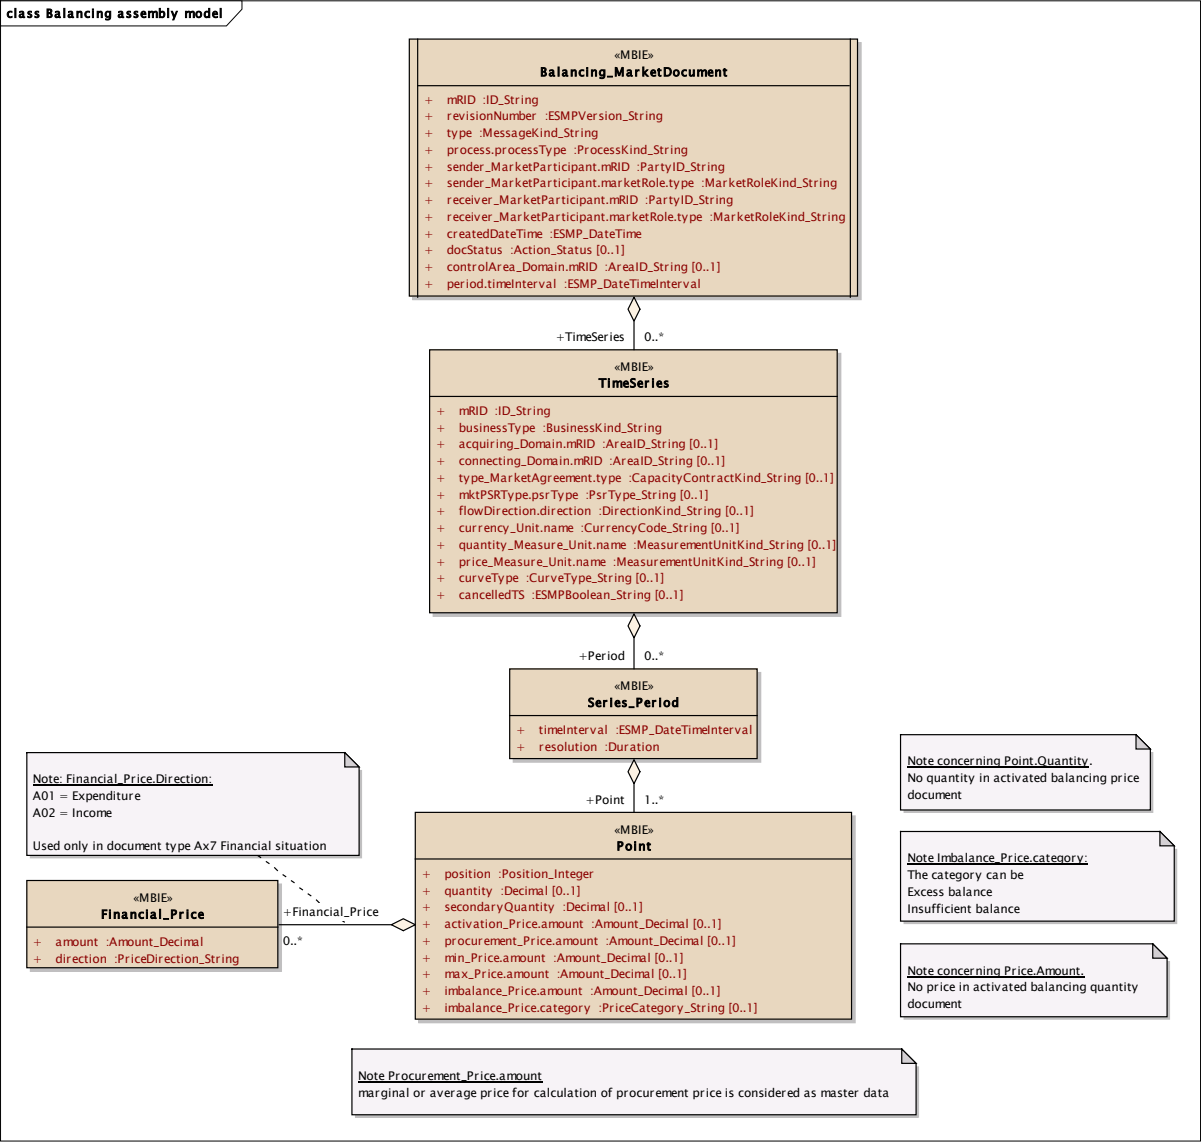 class Balancing assembly model
«MBIE»
Balancing_MarketDocument
+ mRID :ID_String
+ revisionNumber :ESMPVersion_String
+ type :MessageKind_String
+ process.processType :ProcessKind_String
+ sender_MarketParticipant.mRID :PartyID_String
+ sender_MarketParticipant.marketRole.type :MarketRoleKind_String
+ receiver_MarketParticipant.mRID :PartyID_String
+ receiver_MarketParticipant.marketRole.type :MarketRoleKind_String
+ createdDateTime :ESMP_DateTime
+ docStatus :Action_Status [0..1]
+ controlArea_Domain.mRID :AreaID_String [0..1]
+ period.timeInterval :ESMP_DateTimeInterval
+TimeSeries 0..*
«MBIE»
TimeSeries
+ mRID :ID_String
+ businessType :BusinessKind_String
+ acquiring_Domain.mRID :AreaID_String [0..1]
+ connecting_Domain.mRID :AreaID_String [0..1]
+ type_MarketAgreement.type :CapacityContractKind_String [0..1]
+ mktPSRType.psrType :PsrType_String [0..1]
+ flowDirection.direction :DirectionKind_String [0..1]
+ currency_Unit.name :CurrencyCode_String [0..1]
+ quantity_Measure_Unit.name :MeasurementUnitKind_String [0..1]
+ price_Measure_Unit.name :MeasurementUnitKind_String [0..1]
+ curveType :CurveType_String [0..1]
+ cancelledTS :ESMPBoolean_String [0..1]
+Period 0..*
«MBIE»
Series_Period
+ timeInterval :ESMP_DateTimeInterval
+ resolution :Duration
+Point 1..*
«MBIE»
Point
+ position :Position_Integer
+ quantity :Decimal [0..1]
+ secondaryQuantity :Decimal [0..1]
+ activation_Price.amount :Amount_Decimal [0..1]
+ procurement_Price.amount :Amount_Decimal [0..1]
+ min_Price.amount :Amount_Decimal [0..1]
+ max_Price.amount :Amount_Decimal [0..1]
+ imbalance_Price.amount :Amount_Decimal [0..1]
+ imbalance_Price.category :PriceCategory_String [0..1]
Note: Financial_Price.Direction:
A01 = Expenditure
A02 = Income
Used only in document type Ax7 Financial situation
«MBIE»
Financial_Price
+ amount :Amount_Decimal
+ direction :PriceDirection_String
+Financial_Price
0..*
Note concerning Point.Quantity.
No quantity in activated balancing price
document
Note Imbalance_Price.category:
The category can be
Excess balance
Insufficient balance
Note concerning Price.Amount.
No price in activated balancing quantity
document
Note Procurement_Price.amount
marginal or average price for calculation of procurement price is considered as master data